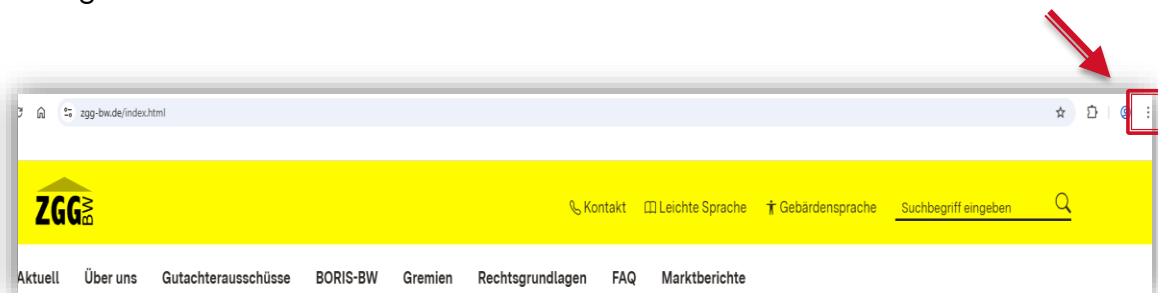 zgg-bw.de/index.html
ZGG BW
Kontakt Leichte Sprache Gebärdensprache Suchbegriff eingeben
Aktuell Über uns Gutachterausschüsse BORIS-BW Gremien Rechtsgrundlagen FAQ Marktberichte